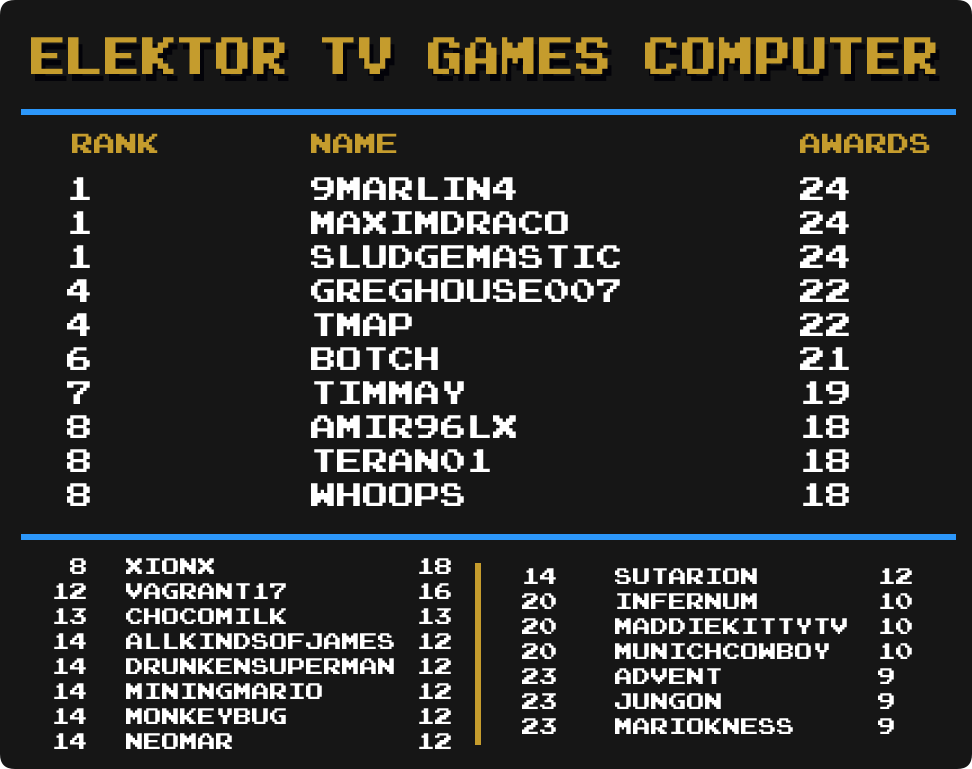 ELEKTOR TV GAMES COMPUTER
RANK NAME AWARDS
1 9MARLIN4 24
1 MAXIMDRACO 24
1 SLUDGEMASTIC 24
4 GREGHOUSE007 22
4 TMAP 22
6 BOTCH 21
7 TIMMAY 19
8 AMIR96LX 18
8 TERAN01 18
8 WHOOPS 18
8 XIONX 18
12 VAGRANT17 16
13 CHOCOMILK 13
14 ALLKINDSOFJAMES 12
14 DRUNKENSUPERMAN 12
14 MININGMARIO 12
14 MONKEYBUG 12
14 NEOMAR 12
14 SUTARION 12
20 INFERNUM 10
20 MADDIEKITTYTV 10
20 MUNICHCOWBOY 10
23 ADVENT 9
23 JUNGON 9
23 MARIOKNESS 9